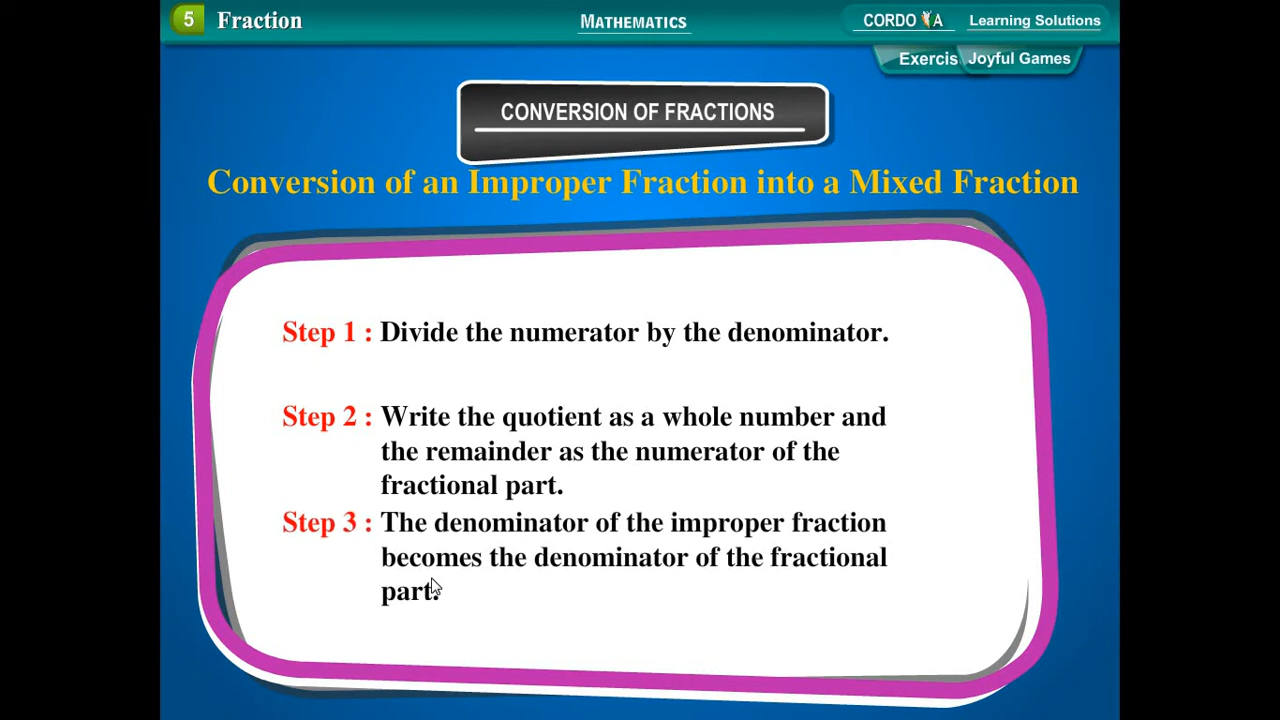 5 Fraction MATHEMATICS CORDOVA Learning Solutions
Exercis Joyful Games
CONVERSION OF FRACTIONS
Conversion of an Improper Fraction into a Mixed Fraction
Step 1 : Divide the numerator by the denominator.
Step 2 : Write the quotient as a whole number and
the remainder as the numerator of the
fractional part.
Step 3 : The denominator of the improper fraction
becomes the denominator of the fractional
part.